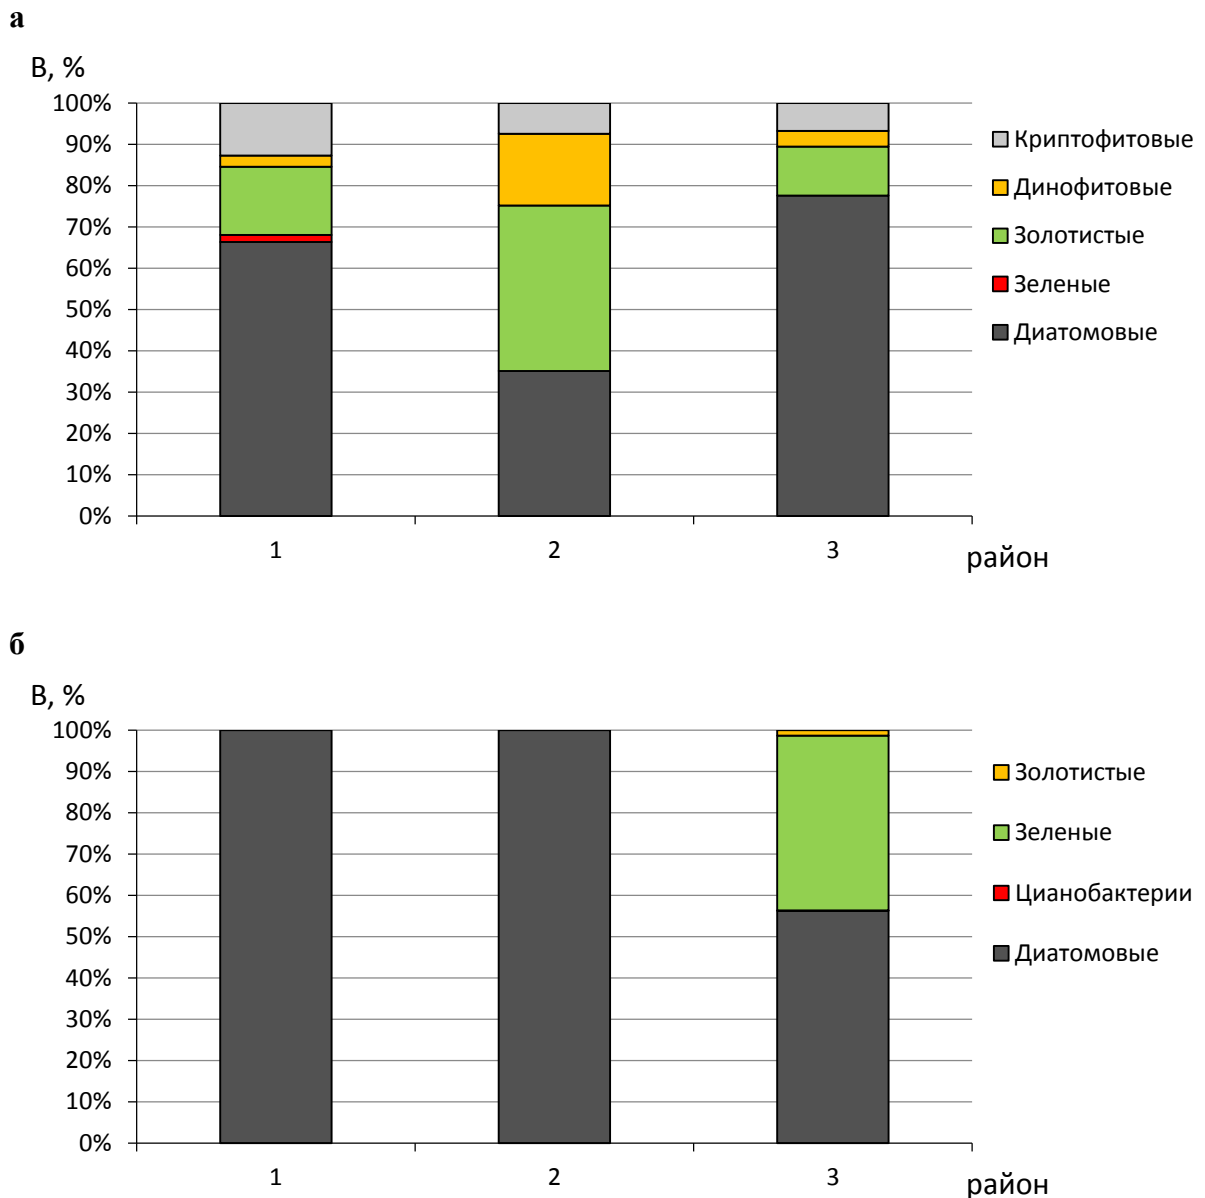 а
В, %
100%
90%
80%
70%
60%
50%
40%
30%
20%
10%
0%
1
2
3
район
Криптофитовые
Динофитовые
Золотистые
Зеленые
Диатомовые
б
В, %
100%
90%
80%
70%
60%
50%
40%
30%
20%
10%
0%
1
2
3
район
Золотистые
Зеленые
Цианобактерии
Диатомовые